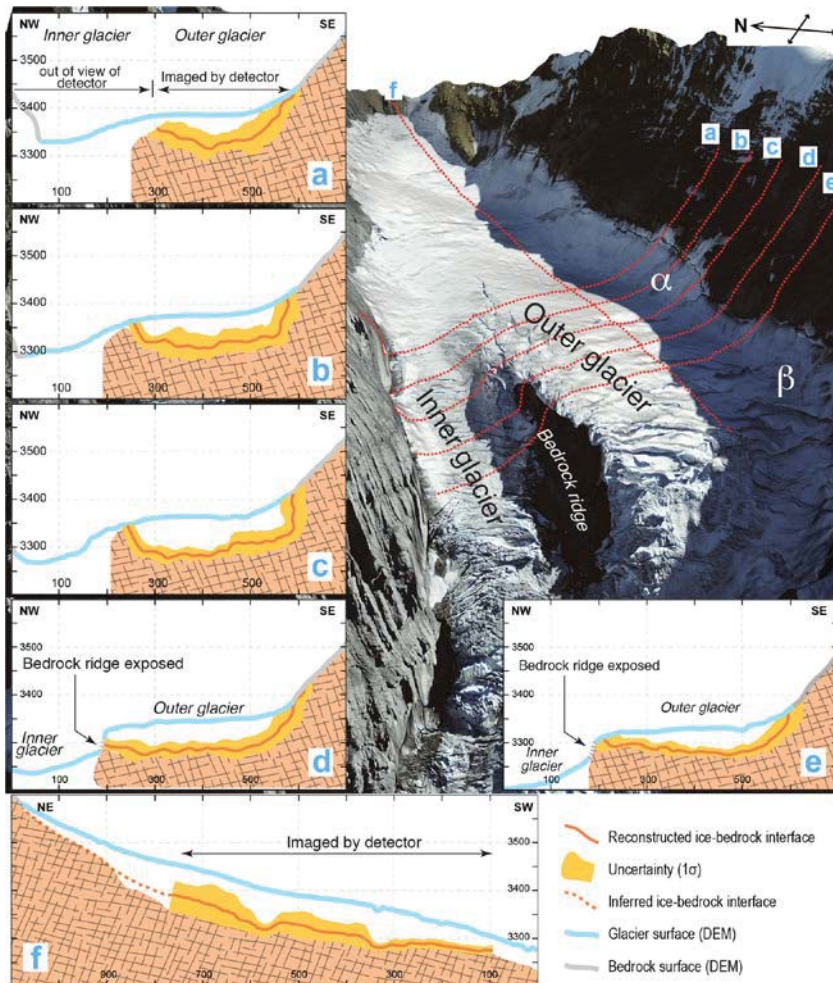 NW SE
Inner glacier Outer glacier
out of view of
detector
Imaged by detector
3500
3400
3300
100 300 500
a
NW SE
3500
3400
3300
100 300 500
b
NW SE
3500
3400
3300
100 300 500
c
NW SE
3500
Bedrock ridge exposed
3400
Outer glacier
3300
Inner
glacier
100 300 500
d
N
f
a
b
c
d
e
α
β
Outer glacier
Inner glacier
Bedrock ridge
NW SE
3500
Bedrock ridge exposed
3400
Outer glacier
3300
Inner
glacier
100 300 500
e
NE SW
Imaged by detector
3500
3400
3300
900 700 500 300 100
f
Reconstructed ice-bedrock interface
Uncertainty (1σ)
Inferred ice-bedrock interface
Glacier surface (DEM)
Bedrock surface (DEM)